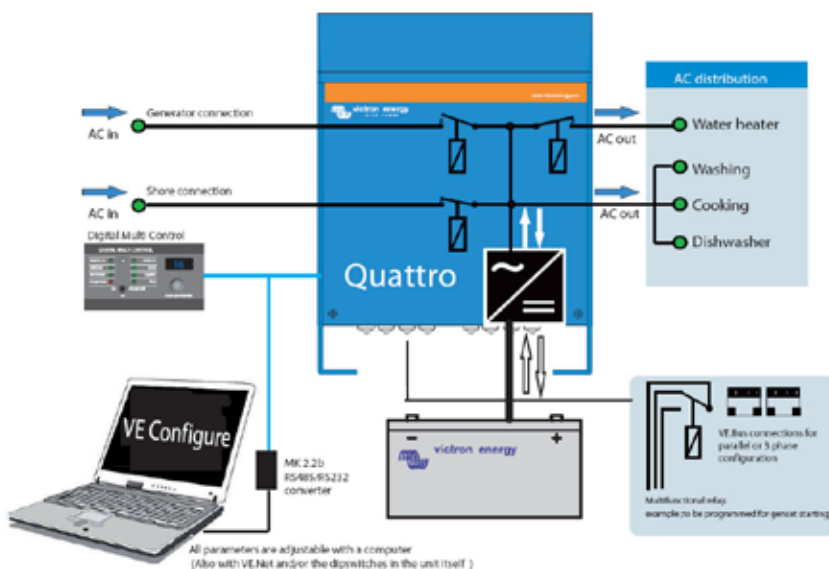 AC distribution
victron energy
Generator connection
AC in
AC out
Water heater
Washing
Shore connection
AC in
AC out
Cooking
Digital Multi Control
DIGITAL MULTI CONTROL
Dishwasher
Quattro
VE Configure
MK 2.2b
RS485/RS232
converter
- +
victron energy
VE.Bus connections for
parallel or 3 phase
configuration
Multifunctional relay:
example; to be programmed for genset starting
All parameters are adjustable with a computer
(Also with VE.Net and/or the dipswitches in the unit itself )